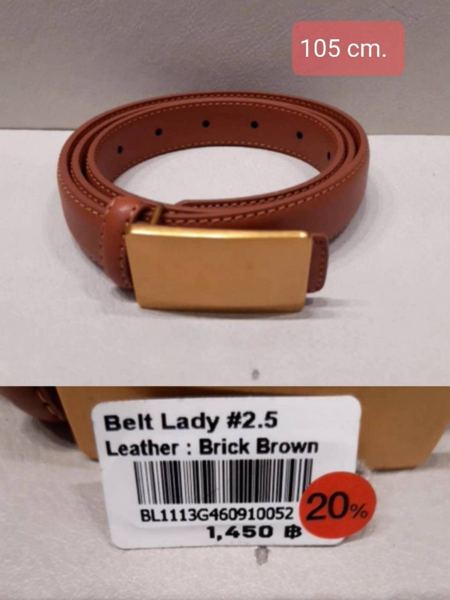 105 cm.
Belt Lady #2.5
Leather : Brick Brown
BL1113G460910052
20%
1,450 ฿